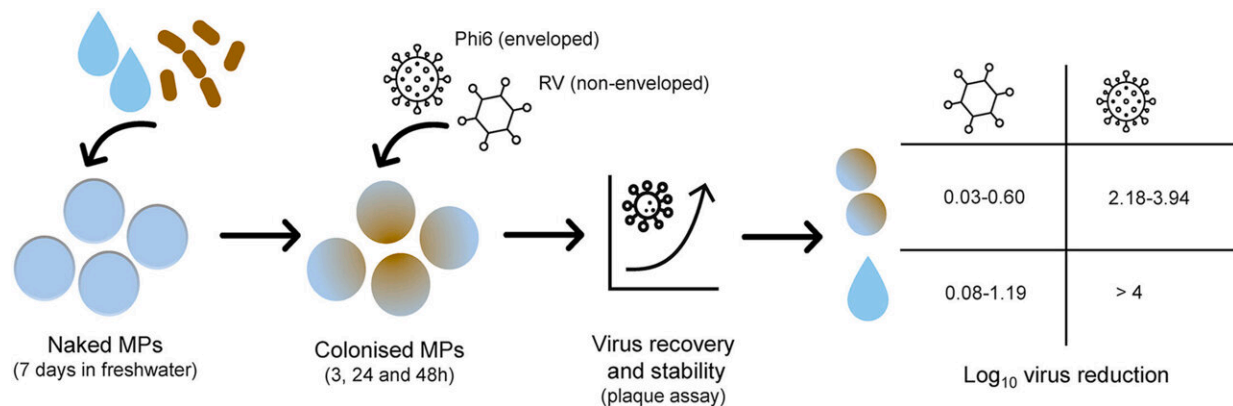 Phi6 (enveloped)
RV (non-enveloped)
Naked MPs
(7 days in freshwater)
Colonised MPs
(3, 24 and 48h)
Virus recovery
and stability
(plaque assay)
0.03-0.60
2.18-3.94
0.08-1.19
> 4
Log₁₀ virus reduction